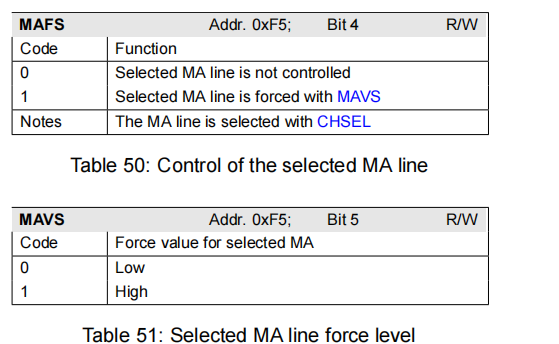 MAFS Addr. 0xF5; Bit 4 R/W
Code Function
0 Selected MA line is not controlled
1 Selected MA line is forced with MAVS
Notes The MA line is selected with CHSEL
Table 50: Control of the selected MA line
MAVS Addr. 0xF5; Bit 5 R/W
Code Force value for selected MA
0 Low
1 High
Table 51: Selected MA line force level